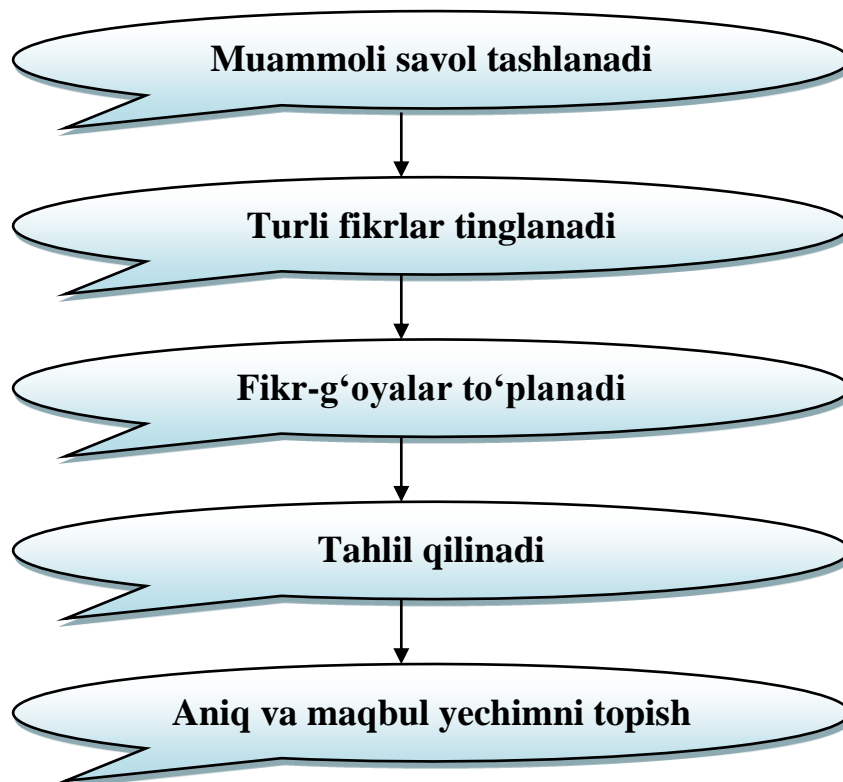 Muammoli savol tashlanadi
Turli fikrlar tinglanadi
Fikr-g‘oyalar to‘planadi
Tahlil qilinadi
Aniq va maqbul yechimni topish